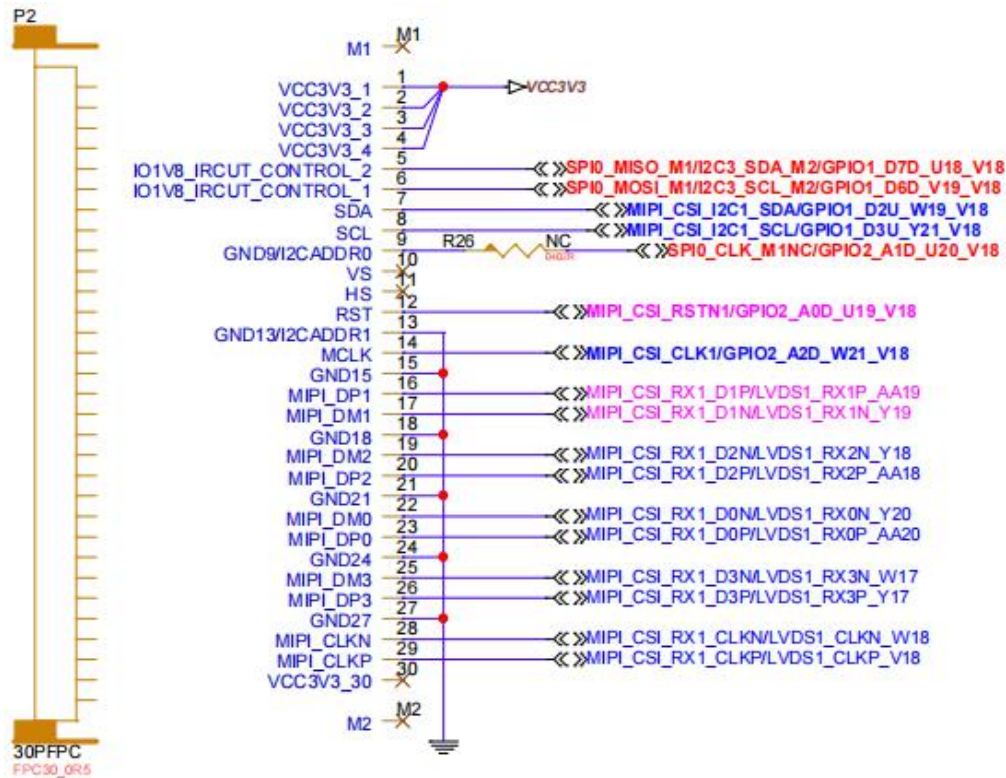 P2
M1 M1
VCC3V3_1 1 VCC3V3
VCC3V3_2 2
VCC3V3_3 3
VCC3V3_4 4
IO1V8_IRCUT_CONTROL_2 5 SPI0_MISO_M1/I2C3_SDA_M2/GPIO1_D7D_U18_V18
IO1V8_IRCUT_CONTROL_1 6 SPI0_MOSI_M1/I2C3_SCL_M2/GPIO1_D6D_V19_V18
SDA 7 MIPI_CSI_I2C1_SDA/GPIO1_D2U_W19_V18
SCL 8 MIPI_CSI_I2C1_SCL/GPIO1_D3U_Y21_V18
GND9/I2CADDR0 9 R26 NC SPI0_CLK_M1NC/GPIO2_A1D_U20_V18
VS 10
HS 11
RST 12 MIPI_CSI_RSTN1/GPIO2_A0D_U19_V18
GND13/I2CADDR1 13
MCLK 14 MIPI_CSI_CLK1/GPIO2_A2D_W21_V18
GND15 15
MIPI_DP1 16 MIPI_CSI_RX1_D1P/LVDS1_RX1P_AA19
MIPI_DM1 17 MIPI_CSI_RX1_D1N/LVDS1_RX1N_Y19
GND18 18
MIPI_DM2 19 MIPI_CSI_RX1_D2N/LVDS1_RX2N_Y18
MIPI_DP2 20 MIPI_CSI_RX1_D2P/LVDS1_RX2P_AA18
GND21 21
MIPI_DM0 22 MIPI_CSI_RX1_D0N/LVDS1_RX0N_Y20
MIPI_DP0 23 MIPI_CSI_RX1_D0P/LVDS1_RX0P_AA20
GND24 24
MIPI_DM3 25 MIPI_CSI_RX1_D3N/LVDS1_RX3N_W17
MIPI_DP3 26 MIPI_CSI_RX1_D3P/LVDS1_RX3P_Y17
GND27 27
MIPI_CLKN 28 MIPI_CSI_RX1_CLKN/LVDS1_CLKN_W18
MIPI_CLKP 29 MIPI_CSI_RX1_CLKP/LVDS1_CLKP_V18
VCC3V3_30 30
M2 M2
30PFPC
FPC30_0R5